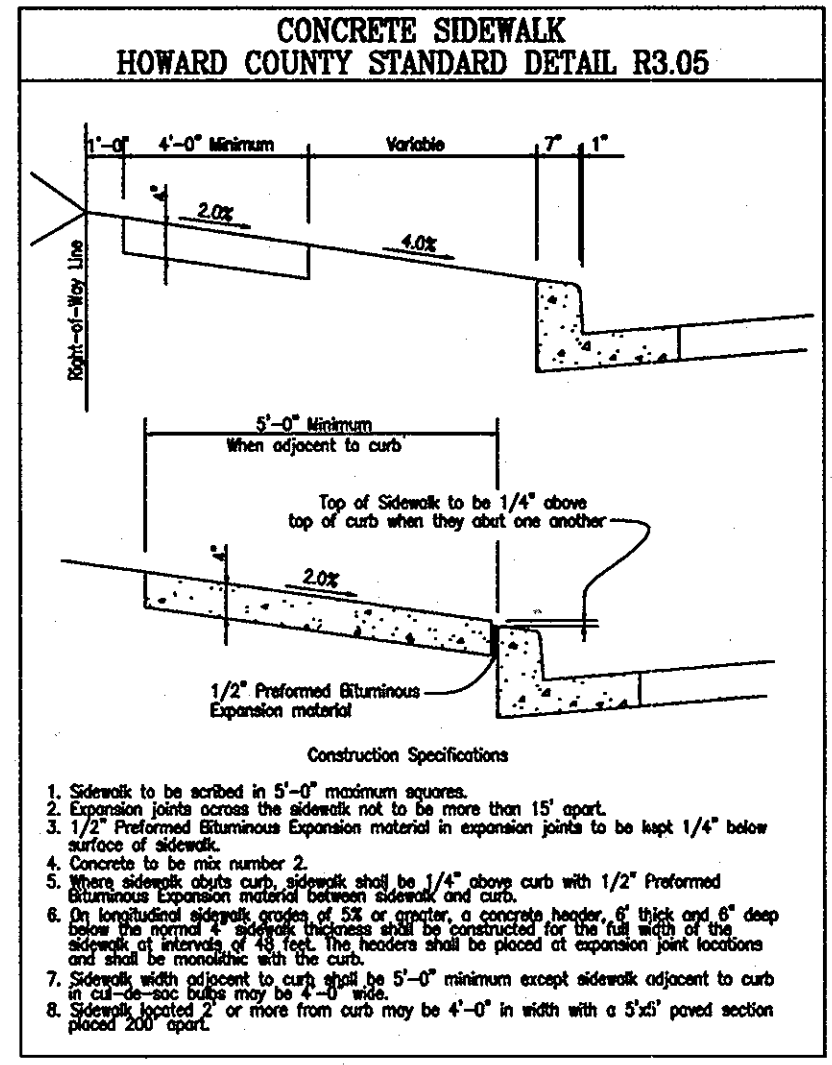 CONCRETE SIDEWALK
HOWARD COUNTY STANDARD DETAIL R3.05
1'-0" 4'-0" Minimum Variable 7" 1"
4"
2.0%
4.0%
Right-of-Way Line
5'-0" Minimum
When adjacent to curb
Top of Sidewalk to be 1/4" above
top of curb when they abut one another
4"
2.0%
1/2" Preformed Bituminous
Expansion material
Construction Specifications
1. Sidewalk to be scribed in 5'-0" maximum squares.
2. Expansion joints across the sidewalk not to be more than 15' apart.
3. 1/2" Preformed Bituminous Expansion material in expansion joints to be kept 1/4" below
surface of sidewalk.
4. Concrete to be mix number 2.
5. Where sidewalk abuts curb, sidewalk shall be 1/4" above curb with 1/2" Preformed
Bituminous Expansion material between sidewalk and curb.
6. On longitudinal sidewalk grades of 5% or greater, a concrete header, 6' thick and 6" deep
below the normal 4" sidewalk thickness shall be constructed for the full width of the
sidewalk at intervals of 48 feet. The headers shall be placed at expansion joint locations
and shall be monolithic with the curb.
7. Sidewalk width adjacent to curb shall be 5'-0" minimum except sidewalk adjacent to curb
in cul-de-sac bulbs may be 4'-0" wide.
8. Sidewalk located 2' or more from curb may be 4'-0" in width with a 5'x5' paved section
placed 200' apart.